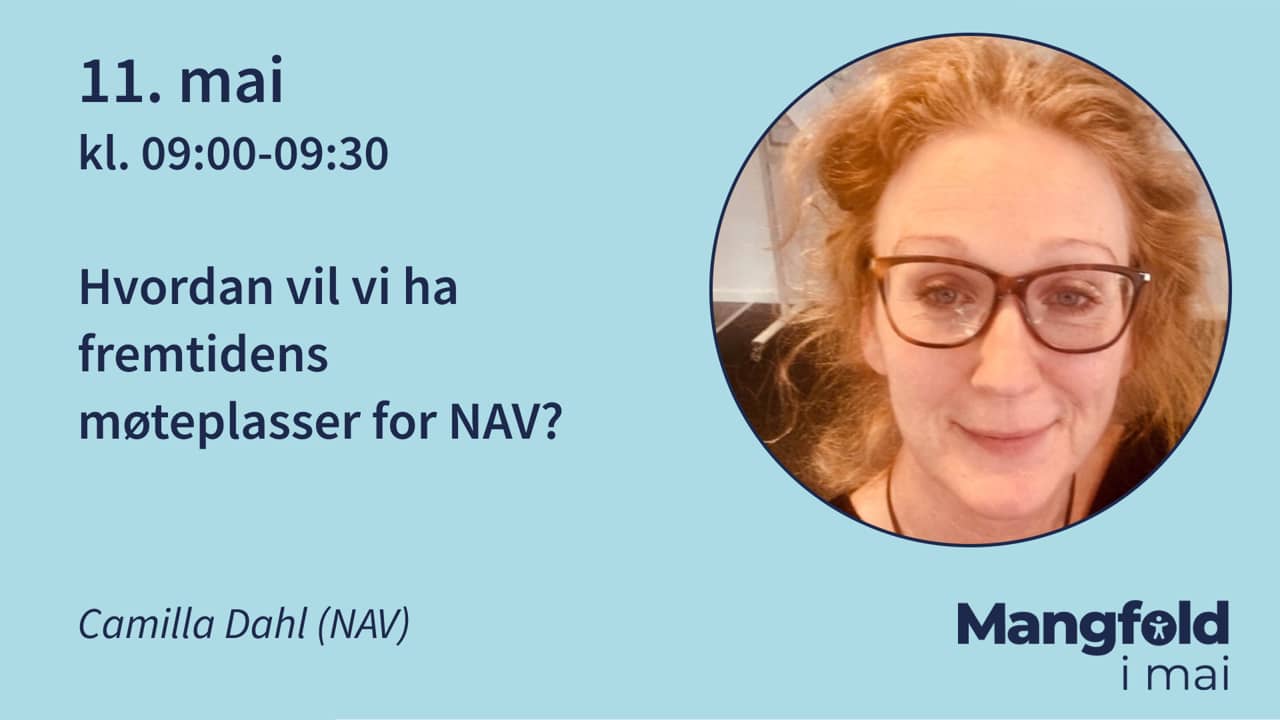 11. mai
kl. 09:00-09:30
Hvordan vil vi ha
fremtidens
møteplasser for NAV?
Camilla Dahl (NAV)
Mangfold
i mai